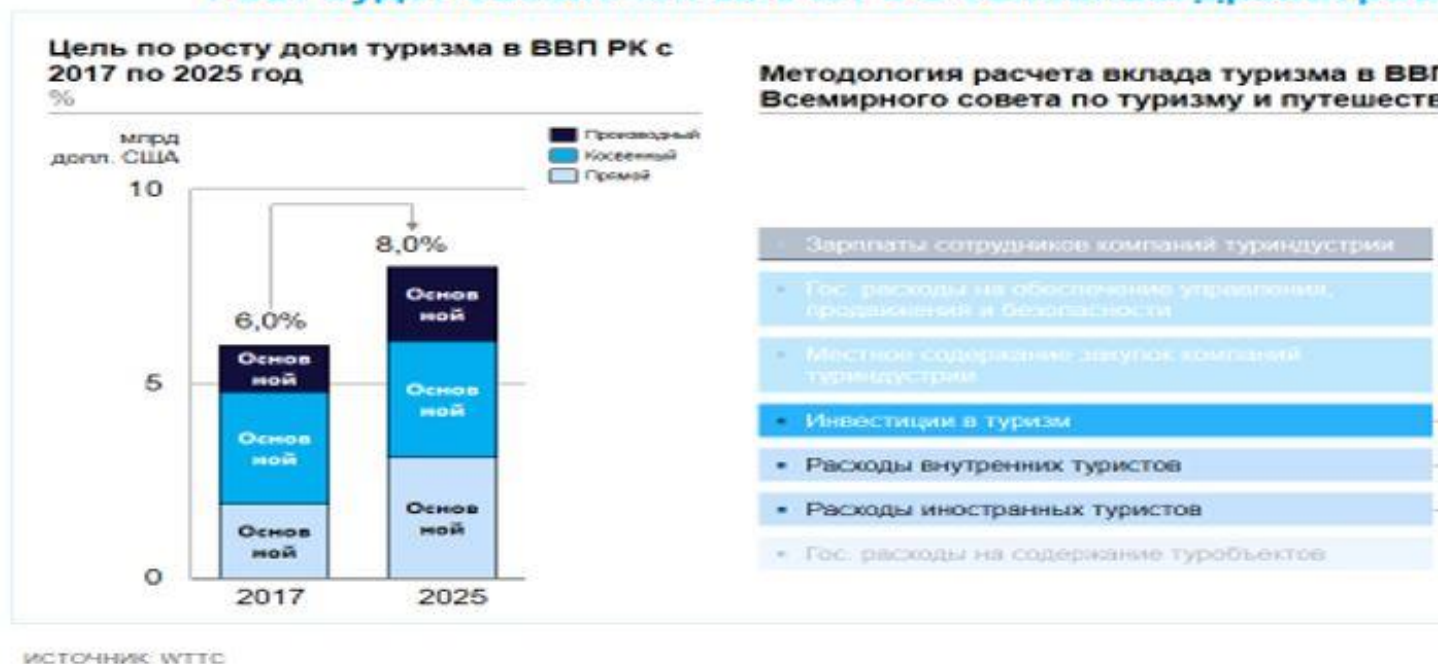 Цель по росту доли туризма в ВВП РК с
2017 по 2025 год
%
млрд
долл. США
Производный
Косвенный
Прямой
10
5
0
6,0%
8,0%
Основ
ной
Основ
ной
Основ
ной
Основ
ной
Основ
ной
Основ
ной
2017
2025
Методология расчета вклада туризма в ВВП
Всемирного совета по туризму и путешеств
• Зарплаты сотрудников компаний туриндустрии
• Гос. расходы на обеспечение управления,
продвижения и безопасности
• Местное содержание закупок компаний
туриндустрии
• Инвестиции в туризм
• Расходы внутренних туристов
• Расходы иностранных туристов
• Гос. расходы на содержание туробъектов
ИСТОЧНИК: WTTC